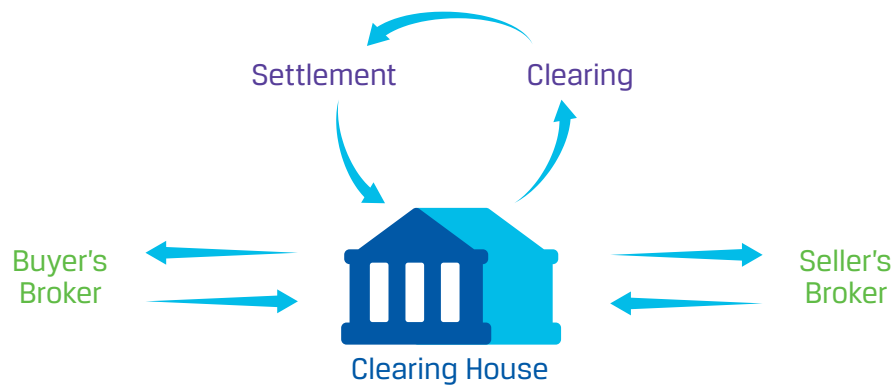 Settlement
Clearing
Buyer's
Broker
Seller's
Broker
Clearing House